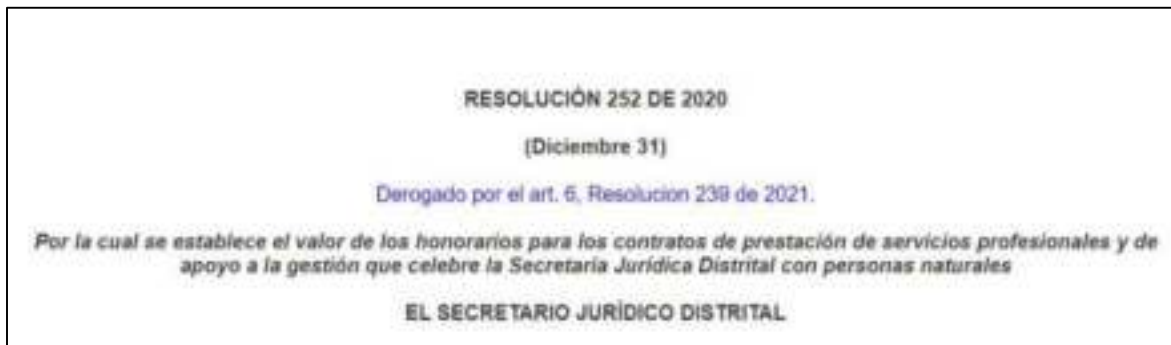 RESOLUCIÓN 252 DE 2020
(Diciembre 31)
Derogado por el art. 6, Resolucion 239 de 2021.
Por la cual se establece el valor de los honorarios para los contratos de prestación de servicios profesionales y de
apoyo a la gestión que celebre la Secretaría Jurídica Distrital con personas naturales
EL SECRETARIO JURÍDICO DISTRITAL